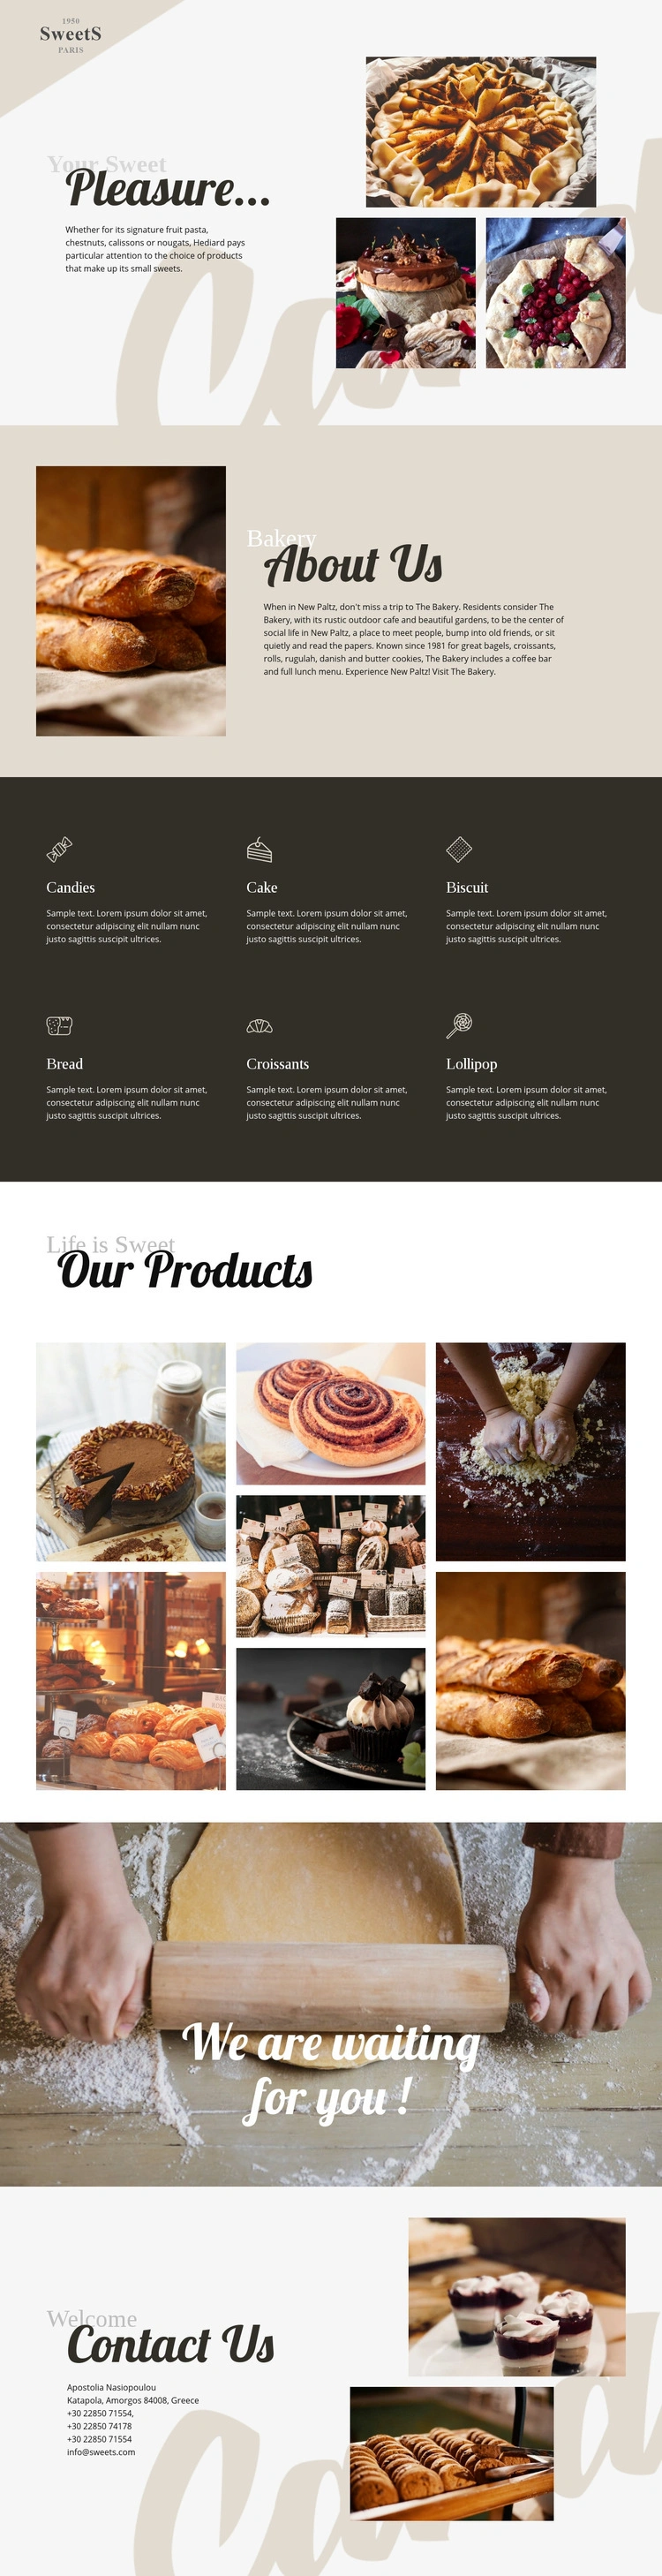 1950
SweetS
PARIS
Your Sweet
Pleasure...
Whether for its signature fruit pasta,
chestnuts, calissons or nougats, Hediard pays
particular attention to the choice of products
that make up its small sweets.
Bakery
About Us
When in New Paltz, don't miss a trip to The Bakery. Residents consider The
Bakery, with its rustic outdoor cafe and beautiful gardens, to be the center of
social life in New Paltz, a place to meet people, bump into old friends, or sit
quietly and read the papers. Known since 1981 for great bagels, croissants,
rolls, rugulah, danish and butter cookies, The Bakery includes a coffee bar
and full lunch menu. Experience New Paltz! Visit The Bakery.
Candies
Sample text. Lorem ipsum dolor sit amet,
consectetur adipiscing elit nullam nunc
justo sagittis suscipit ultrices.
Cake
Sample text. Lorem ipsum dolor sit amet,
consectetur adipiscing elit nullam nunc
justo sagittis suscipit ultrices.
Biscuit
Sample text. Lorem ipsum dolor sit amet,
consectetur adipiscing elit nullam nunc
justo sagittis suscipit ultrices.
Bread
Sample text. Lorem ipsum dolor sit amet,
consectetur adipiscing elit nullam nunc
justo sagittis suscipit ultrices.
Croissants
Sample text. Lorem ipsum dolor sit amet,
consectetur adipiscing elit nullam nunc
justo sagittis suscipit ultrices.
Lollipop
Sample text. Lorem ipsum dolor sit amet,
consectetur adipiscing elit nullam nunc
justo sagittis suscipit ultrices.
Life is Sweet
Our Products
We are waiting
for you !
Welcome
Contact Us
Apostolia Nasiopoulou
Katapola, Amorgos 84008, Greece
+30 22850 71554,
+30 22850 74178
+30 22850 71554
info@sweets.com